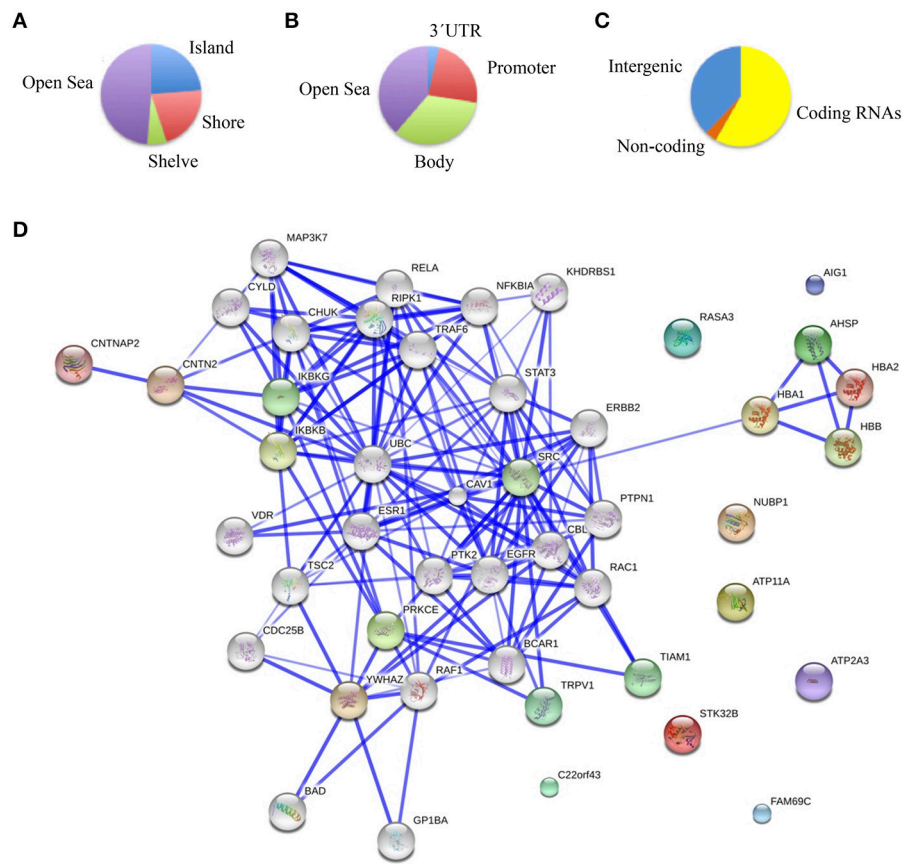 A
B
C
Island
Open Sea
Shore
Shelve
3´UTR
Promoter
Open Sea
Body
Intergenic
Coding RNAs
Non-coding
D
MAP3K7
RELA
KHDRBS1
NFKBIA
AIG1
CYLD
RIPK1
CHUK
RASA3
AHSP
TRAF6
CNTNAP2
CNTN2
HBA2
STAT3
IKBKG
HBA1
ERBB2
HBB
IKBKB
UBC
SRC
CAV1
PTPN1
NUBP1
VDR
ESR1
CBL
TSC2
PTK2
EGFR
RAC1
ATP11A
PRKCE
CDC25B
BCAR1
TIAM1
ATP2A3
YWHAZ
RAF1
TRPV1
STK32B
C22orf43
BAD
FAM69C
GP1BA